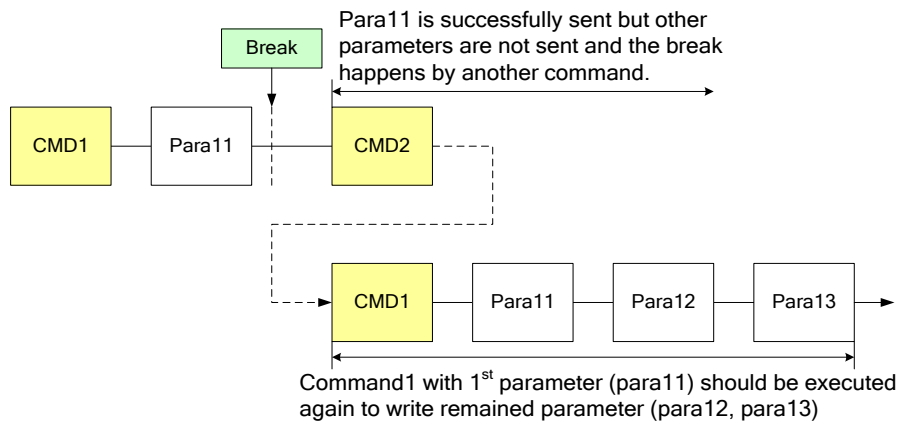 Para11 is successfully sent but other
parameters are not sent and the break
happens by another command.
Break
CMD1
Para11
CMD2
CMD1
Para11
Para12
Para13
Command1 with 1st parameter (para11) should be executed
again to write remained parameter (para12, para13)